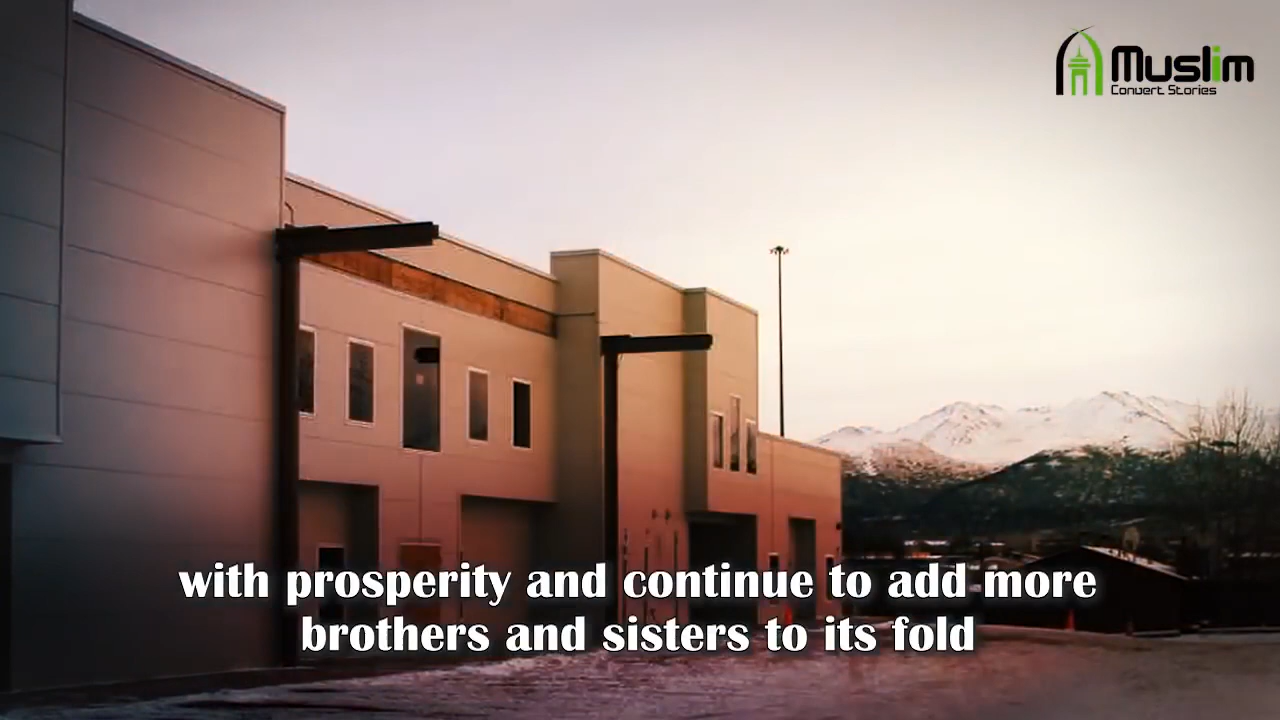 Muslim
Convert Stories
with prosperity and continue to add more
brothers and sisters to its fold